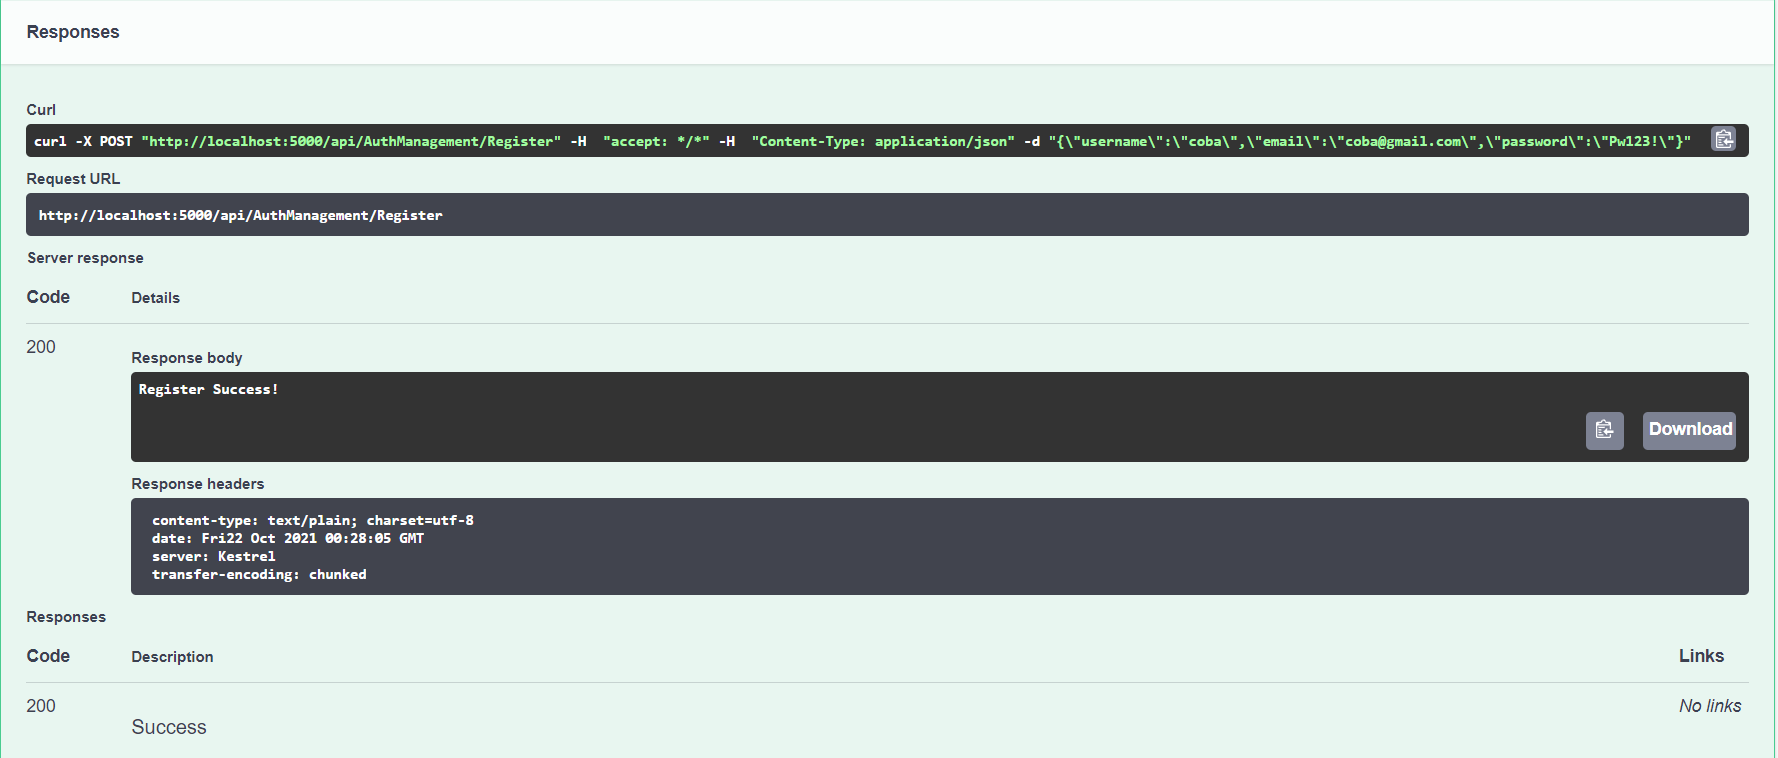 Responses
Curl
curl -X POST "http://localhost:5000/api/AuthManagement/Register" -H  "accept: */*" -H  "Content-Type: application/json" -d "{\"username\":\"coba\",\"email\":\"coba@gmail.com\",\"password\":\"Pw123!\"}"
Request URL
http://localhost:5000/api/AuthManagement/Register
Server response
Code Details
200
Response body
Register Success!
Download
Response headers
content-type: text/plain; charset=utf-8
date: Fri22 Oct 2021 00:28:05 GMT
server: Kestrel
transfer-encoding: chunked
Responses
Code Description Links
200 No links
Success